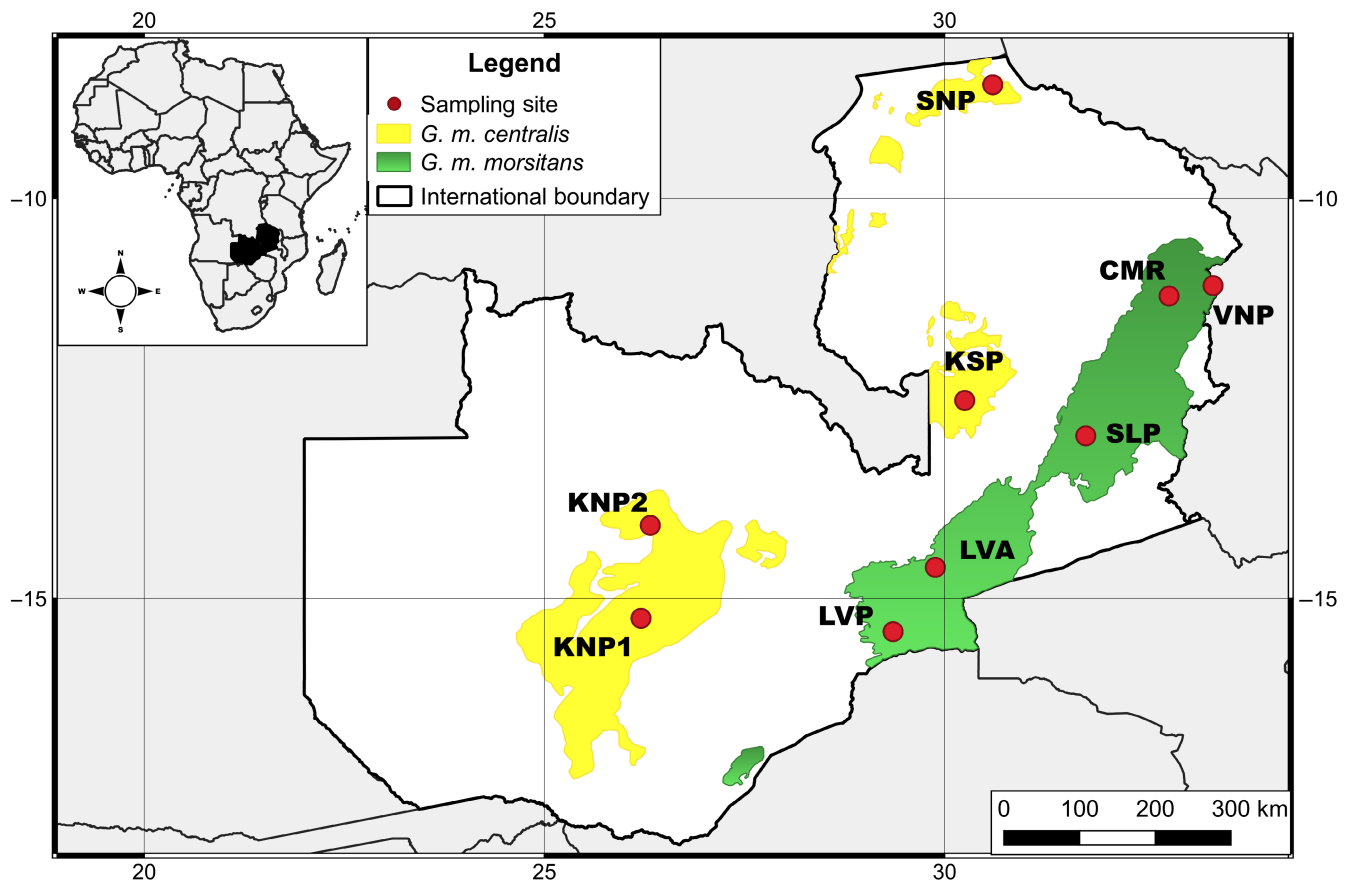 20 25 30
Legend
Sampling site
G. m. centralis
G. m. morsitans
International boundary
N
W E
S
SNP
–10 –10
CMR
VNP
KSP
SLP
KNP2
LVA
–15 –15
LVP
KNP1
0 100 200 300 km
20 25 30